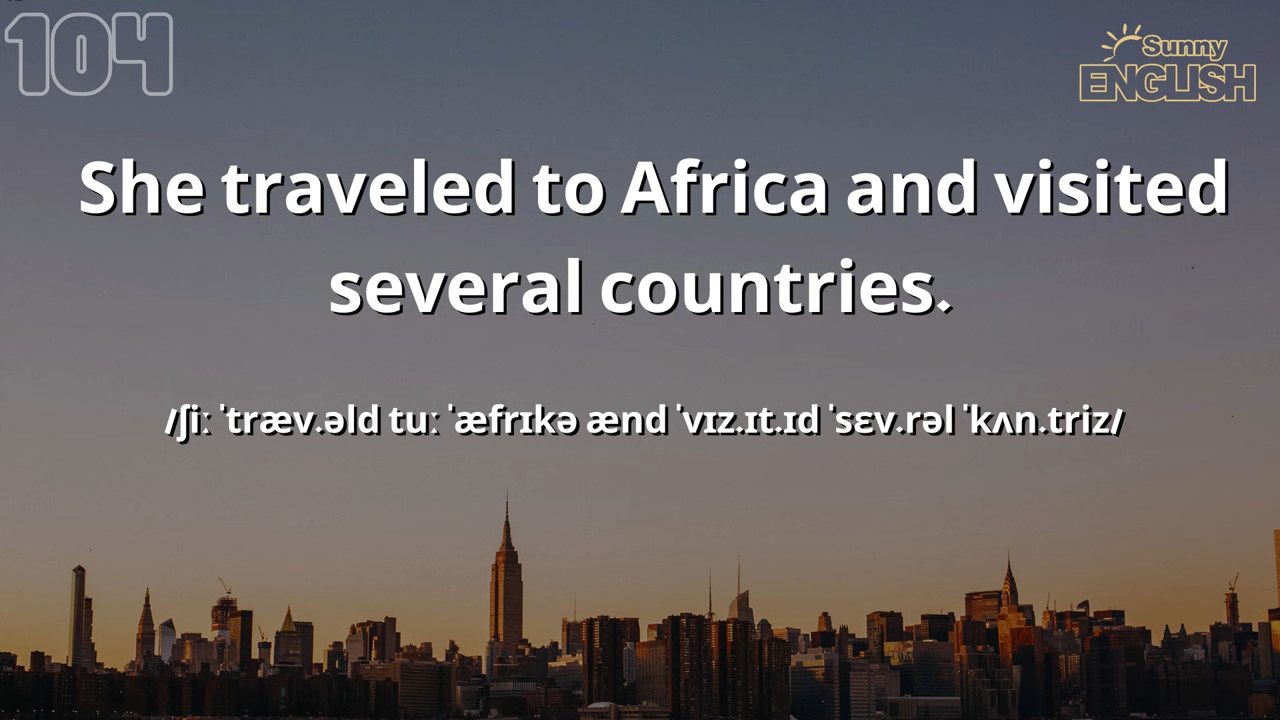 104
Sunny
ENGLISH
She traveled to Africa and visited
several countries.
/ʃiː ˈtræv.əld tuː ˈæfrɪkə ænd ˈvɪz.ɪt.ɪd ˈsɛv.rəl ˈkʌn.triz/